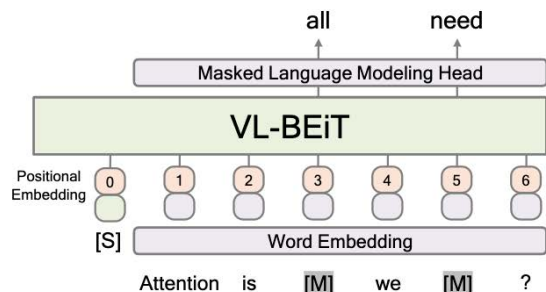 all need
Masked Language Modeling Head
VL-BEiT
Positional
Embedding
0 1 2 3 4 5 6
[S] Word Embedding
Attention is [M] we [M] ?